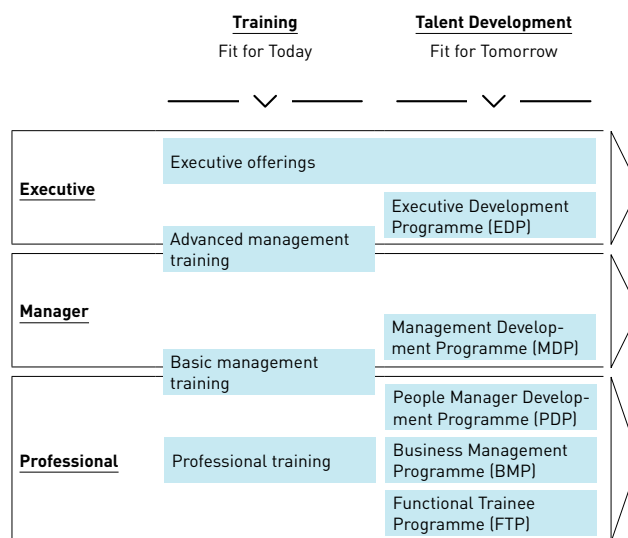 Training
Fit for Today
Talent Development
Fit for Tomorrow
Executive
Executive offerings
Executive Development
Programme (EDP)
Advanced management
training
Manager
Management Develop-
ment Programme (MDP)
Basic management
training
People Manager Develop-
ment Programme (PDP)
Professional
Professional training
Business Management
Programme (BMP)
Functional Trainee
Programme (FTP)